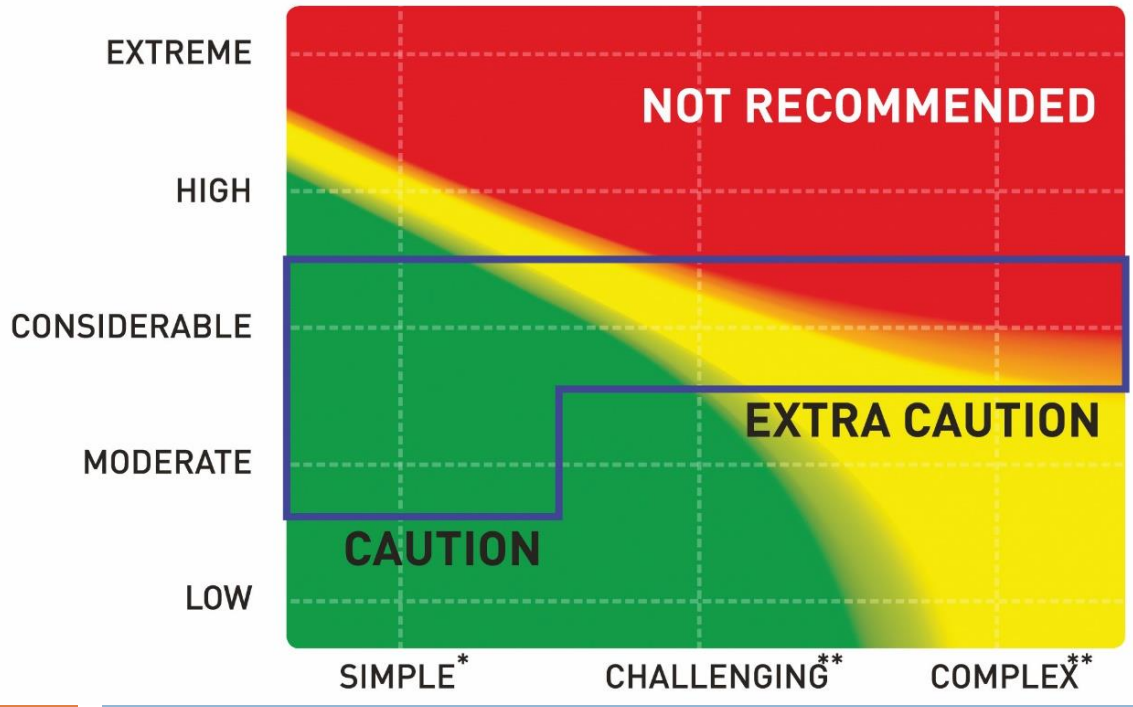 EXTREME
NOT RECOMMENDED
HIGH
CONSIDERABLE
EXTRA CAUTION
MODERATE
CAUTION
LOW
SIMPLE* CHALLENGING** COMPLEX**